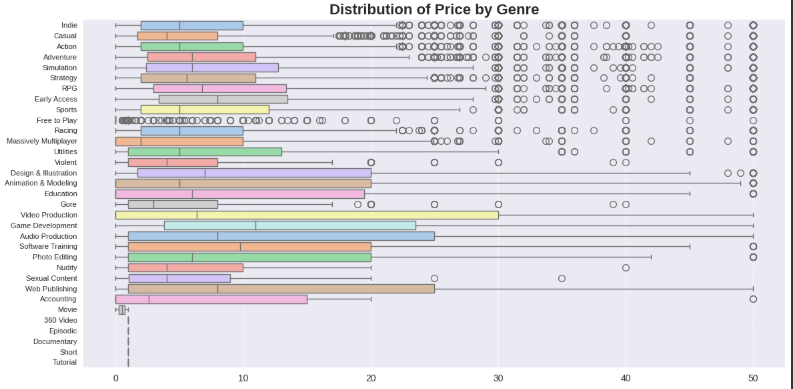 Distribution of Price by Genre
Indie
Casual
Action
Adventure
Simulation
Strategy
RPG
Early Access
Sports
Free to Play
Racing
Massively Multiplayer
Utilities
Violent
Design & Illustration
Animation & Modeling
Education
Gore
Video Production
Game Development
Audio Production
Software Training
Photo Editing
Nudity
Sexual Content
Web Publishing
Accounting
Movie
360 Video
Episodic
Documentary
Short
Tutorial
0 10 20 30 40 50